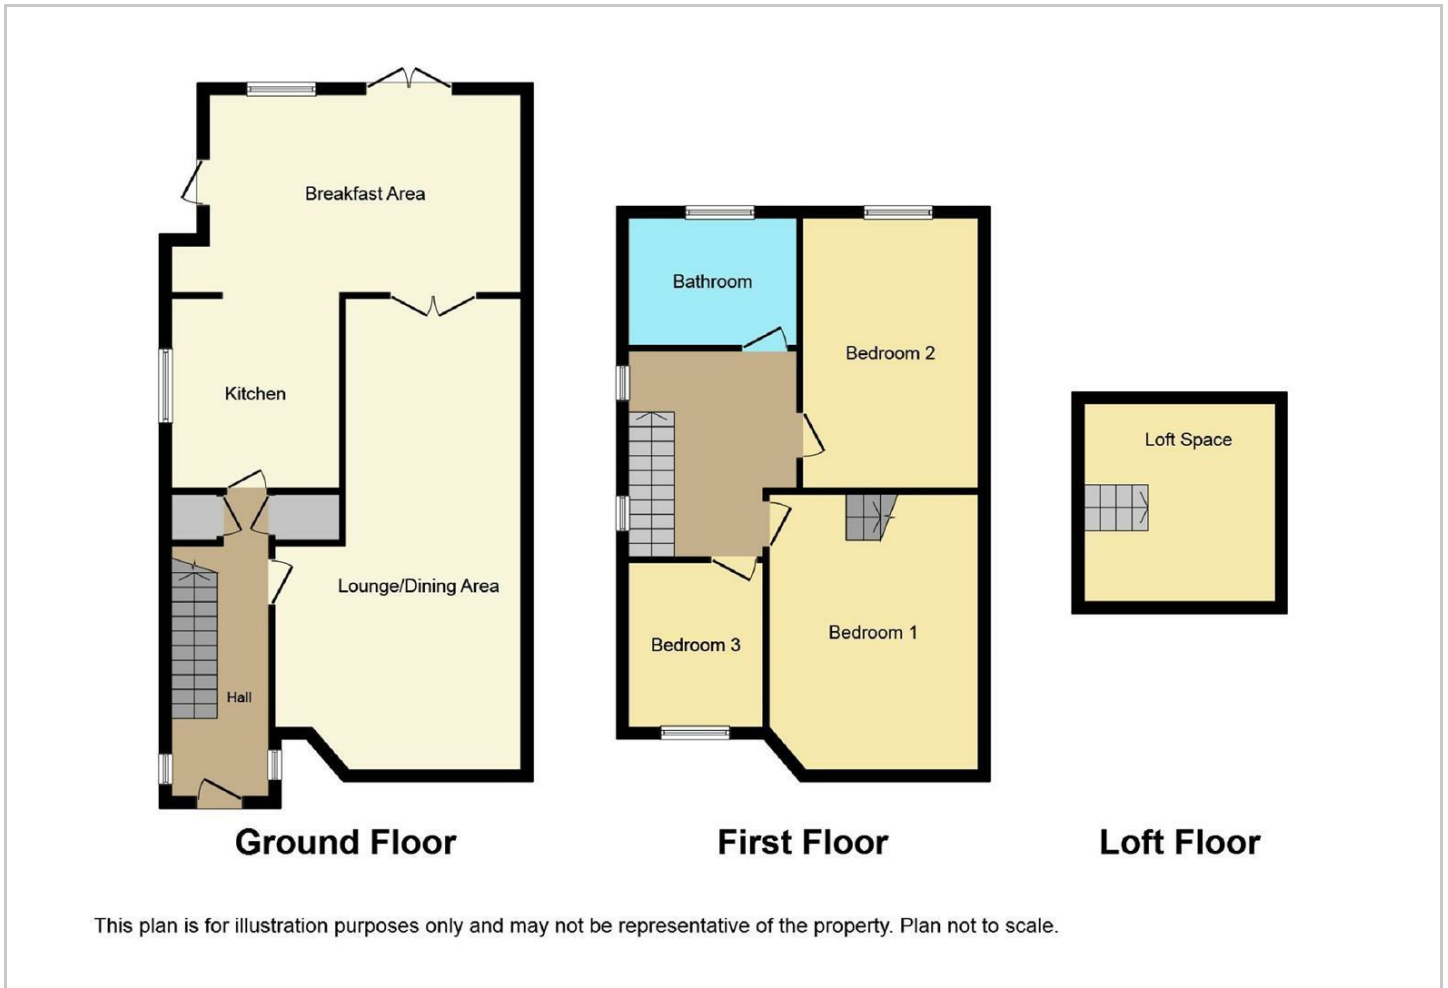 Breakfast Area
Kitchen
Lounge/Dining Area
Hall
Ground Floor
Bathroom
Bedroom 2
Bedroom 3
Bedroom 1
First Floor
Loft Space
Loft Floor
This plan is for illustration purposes only and may not be representative of the property. Plan not to scale.